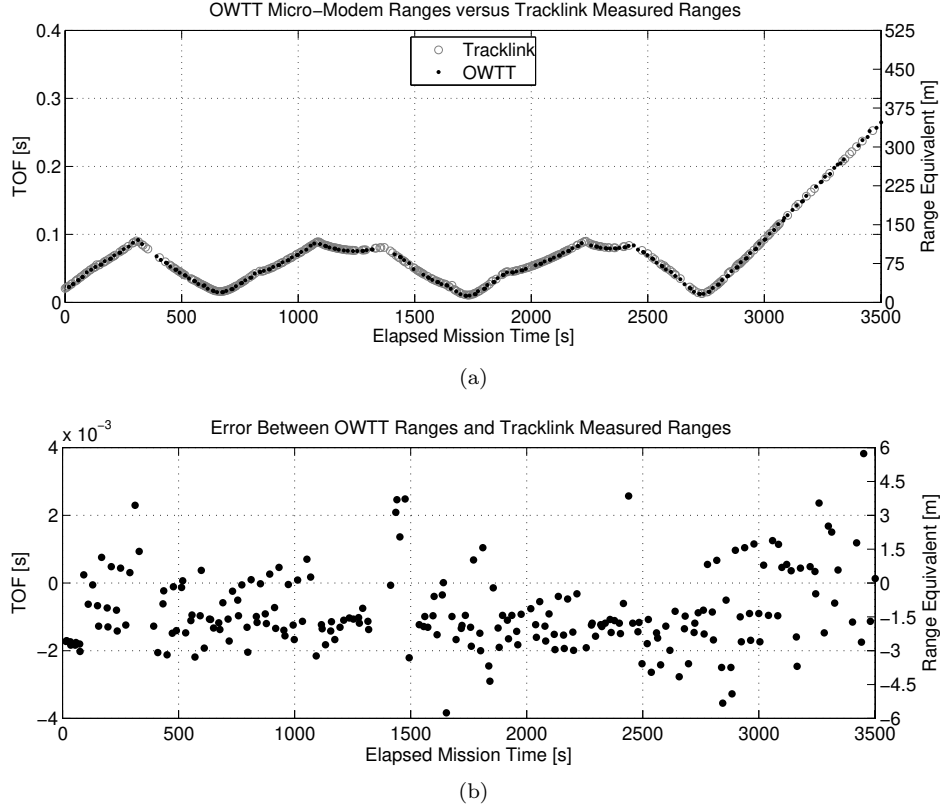 OWTT Micro−Modem Ranges versus Tracklink Measured Ranges
0.4
0.3
0.2
0.1
0
TOF [s]
Tracklink
OWTT
525
450
375
300
225
150
75
0
Range Equivalent [m]
0 500 1000 1500 2000 2500 3000 3500
Elapsed Mission Time [s]
(a)
Error Between OWTT Ranges and Tracklink Measured Ranges
x 10−3
4
2
0
−2
−4
TOF [s]
6
4.5
3
1.5
0
−1.5
−3
−4.5
−6
Range Equivalent [m]
0 500 1000 1500 2000 2500 3000 3500
Elapsed Mission Time [s]
(b)